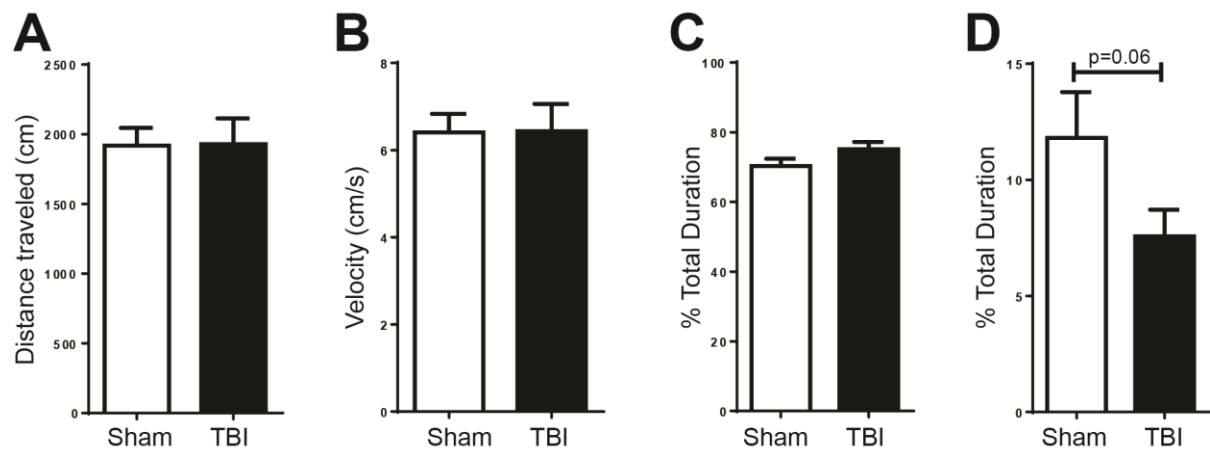 A
Distance traveled (cm)
2500
2000
1500
1000
500
0
Sham
TBI
B
Velocity (cm/s)
8
6
4
2
0
Sham
TBI
C
% Total Duration
100
80
60
40
20
0
Sham
TBI
D
% Total Duration
p=0.06
15
10
5
0
Sham
TBI